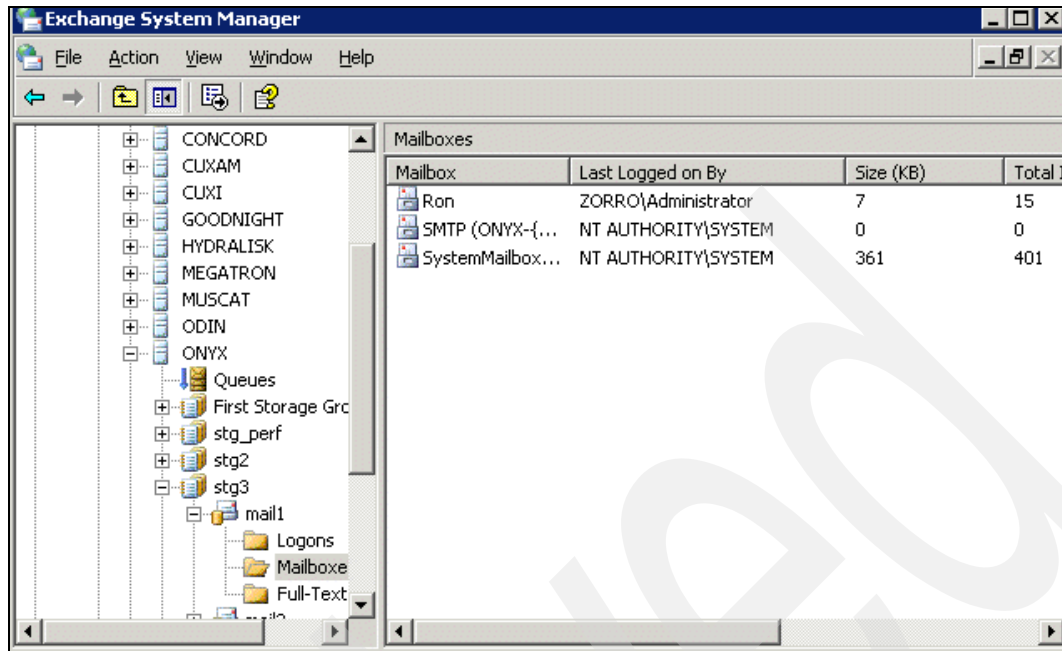 Exchange System Manager
File Action View Window Help
CONCORD
CUXAM
CUXI
GOODNIGHT
HYDRALISK
MEGATRON
MUSCAT
ODIN
ONYX
Queues
First Storage Gro
stg_perf
stg2
stg3
mail1
Logons
Mailboxe
Full-Text
Mailboxes
Mailbox Last Logged on By Size (KB) Total I
Ron ZORRO\Administrator 7 15
SMTP (ONYX-{... NT AUTHORITY\SYSTEM 0 0
SystemMailbox... NT AUTHORITY\SYSTEM 361 401